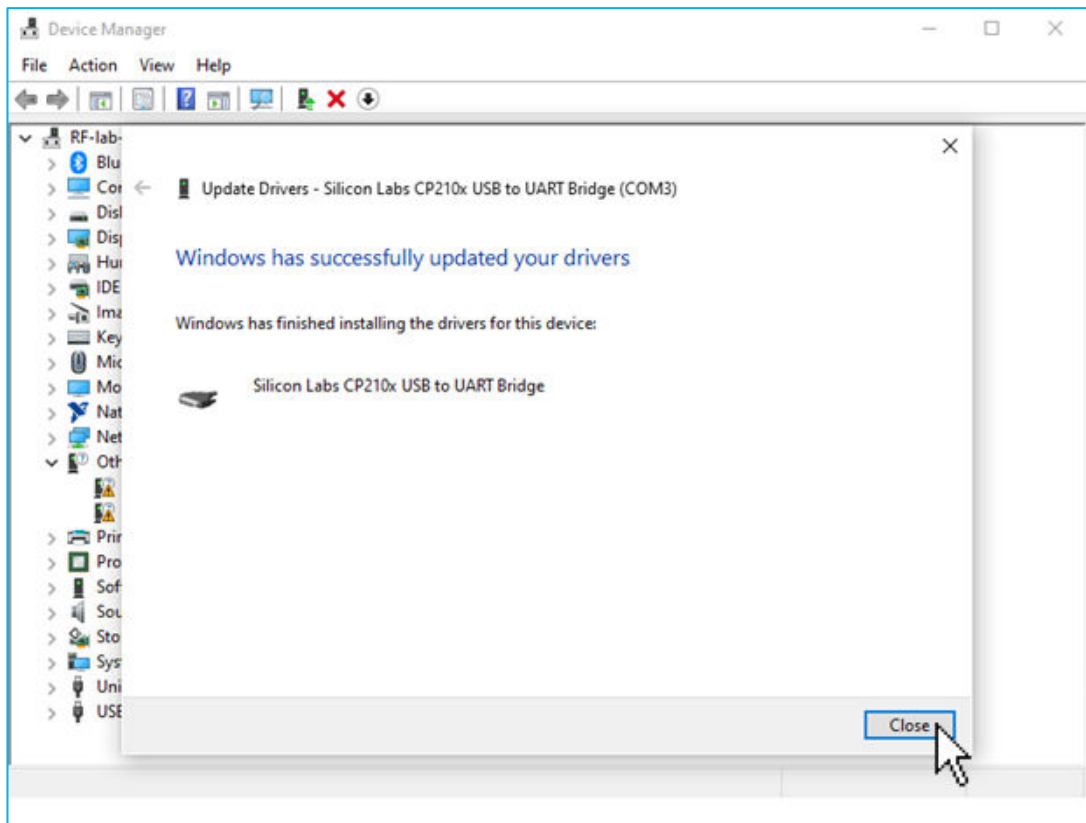 Device Manager
File Action View Help
RF-lab-
Blu
Cor
Disl
Disp
Hur
IDE
Ima
Key
Mic
Mo
Nat
Net
Oth
Prin
Pro
Sof
Sou
Sto
Sys
Uni
USB
Update Drivers - Silicon Labs CP210x USB to UART Bridge (COM3)
Windows has successfully updated your drivers
Windows has finished installing the drivers for this device:
Silicon Labs CP210x USB to UART Bridge
Close